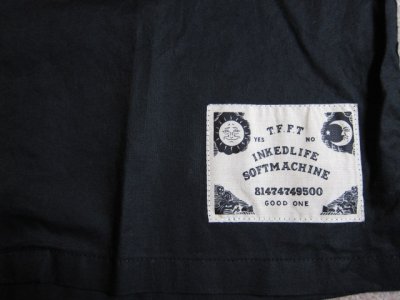 T.F.F.T
YES NO
INKEDLIFE
SOFTMACHINE
81474749500
GOOD ONE